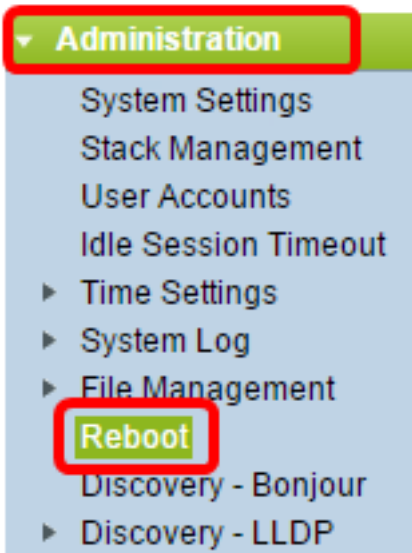 Administration
System Settings
Stack Management
User Accounts
Idle Session Timeout
Time Settings
System Log
File Management
Reboot
Discovery - Bonjour
Discovery - LLDP